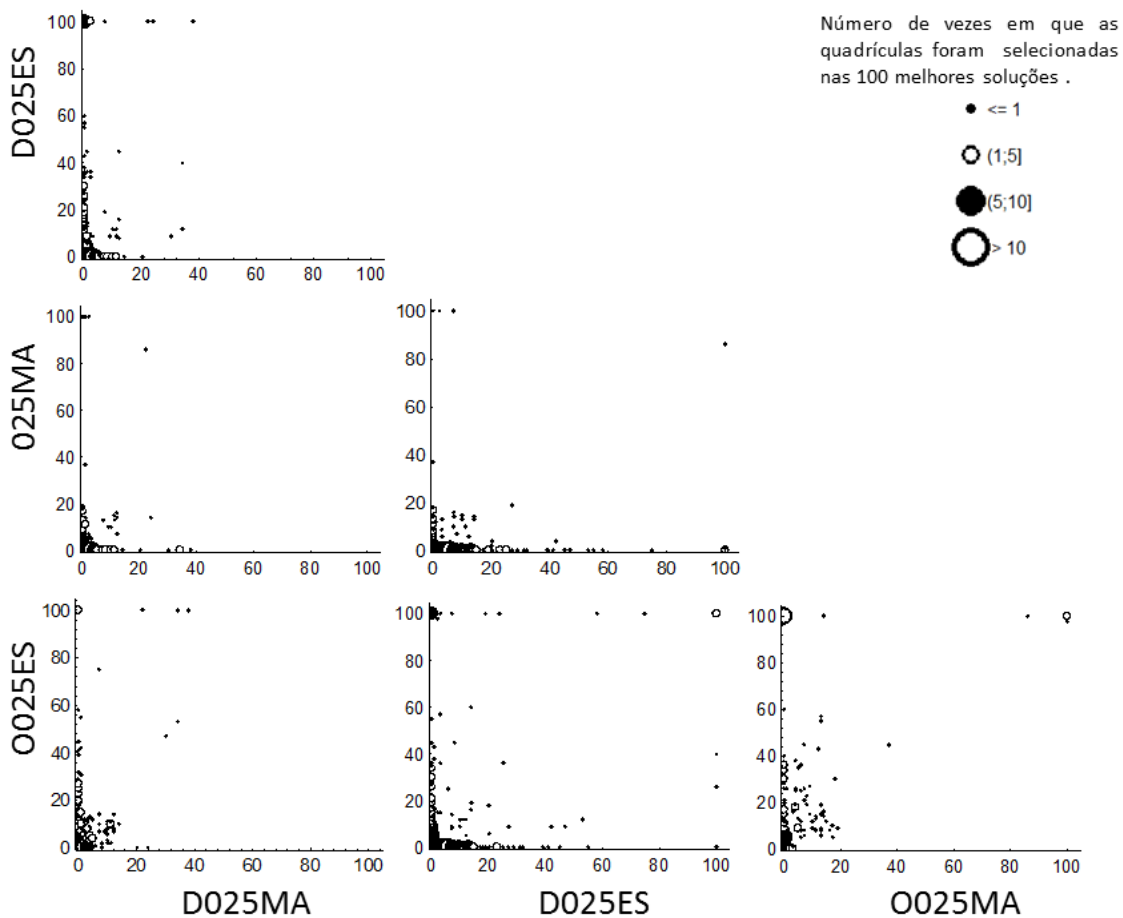 Número de vezes em que as
quadrículas foram selecionadas
nas 100 melhores soluções .
<= 1
(1;5]
(5;10]
> 10
D025ES
100
80
60
40
20
0
0 20 40 60 80 100
025MA
100
80
60
40
20
0
0 20 40 60 80 100
100
80
60
40
20
0
0 20 40 60 80 100
O025ES
100
80
60
40
20
0
0 20 40 60 80 100
D025MA
100
80
60
40
20
0
0 20 40 60 80 100
D025ES
100
80
60
40
20
0
0 20 40 60 80 100
O025MA